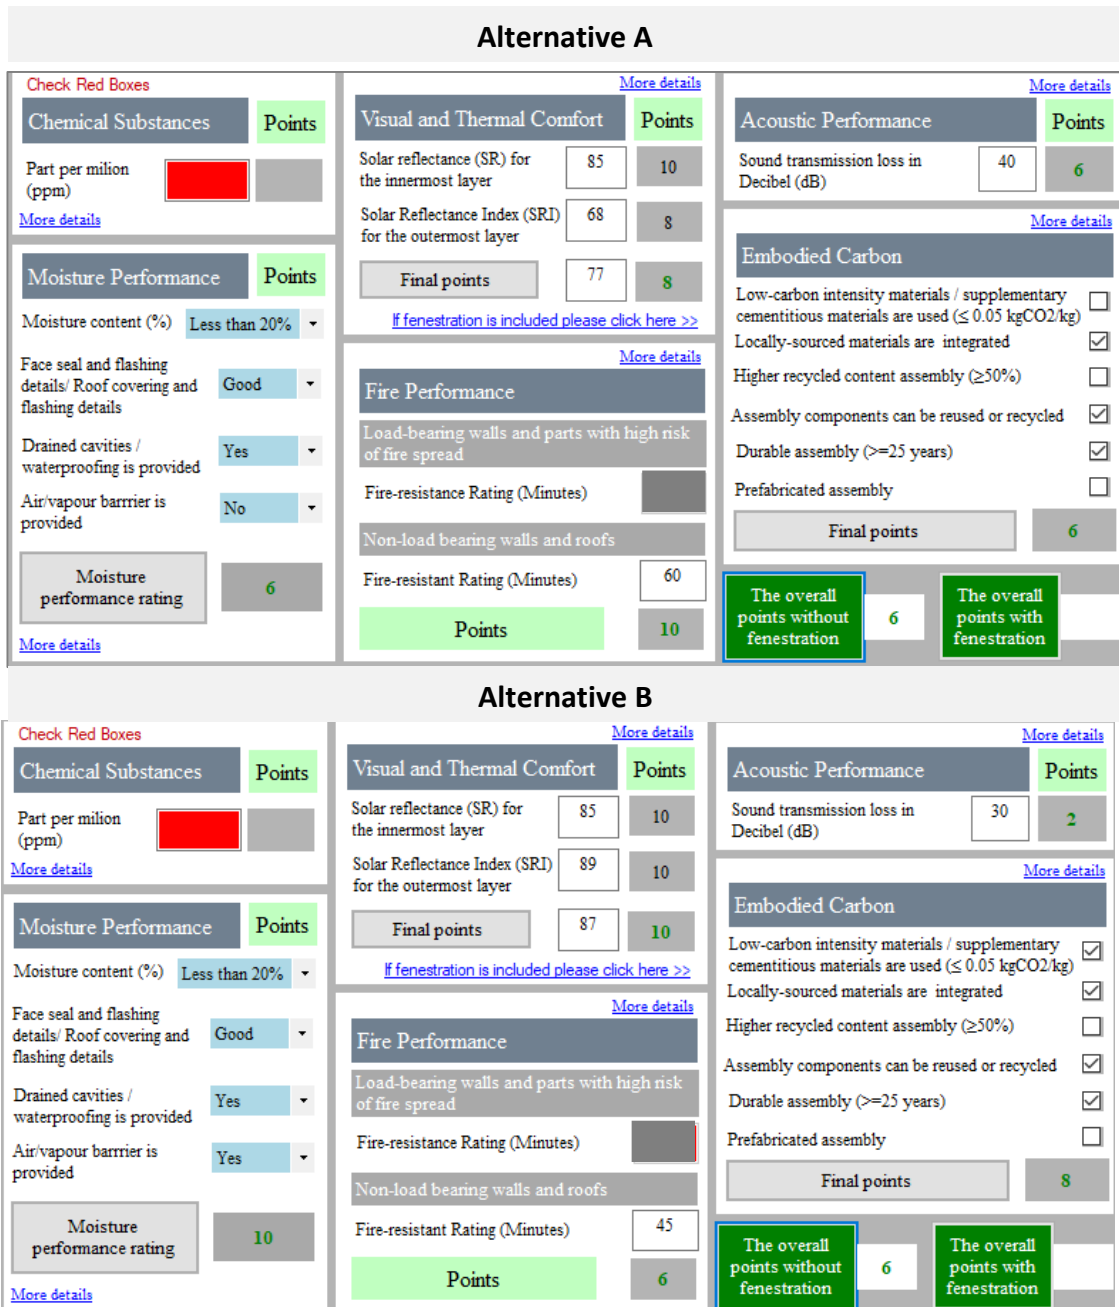 Alternative A
Check Red Boxes
Chemical Substances
Points
Part per milion
(ppm)
More details
Moisture Performance
Points
Moisture content (%)
Less than 20%
Face seal and flashing
details/ Roof covering and
flashing details
Good
Drained cavities /
waterproofing is provided
Yes
Air/vapour barrrier is
provided
No
Moisture
performance rating
6
More details
More details
Visual and Thermal Comfort
Points
Solar reflectance (SR) for
the innermost layer
85
10
Solar Reflectance Index (SRI)
for the outermost layer
68
8
Final points
77
8
If fenestration is included please click here >>
More details
Fire Performance
Load-bearing walls and parts with high risk
of fire spread
Fire-resistance Rating (Minutes)
Non-load bearing walls and roofs
Fire-resistant Rating (Minutes)
60
Points
10
More details
Acoustic Performance
Points
Sound transmission loss in
Decibel (dB)
40
6
More details
Embodied Carbon
Low-carbon intensity materials / supplementary
cementitious materials are used (≤ 0.05 kgCO2/kg)
Locally-sourced materials are integrated
Higher recycled content assembly (≥50%)
Assembly components can be reused or recycled
Durable assembly (>=25 years)
Prefabricated assembly
Final points
6
The overall
points without
fenestration
6
The overall
points with
fenestration
Alternative B
Check Red Boxes
Chemical Substances
Points
Part per milion
(ppm)
More details
Moisture Performance
Points
Moisture content (%)
Less than 20%
Face seal and flashing
details/ Roof covering and
flashing details
Good
Drained cavities /
waterproofing is provided
Yes
Air/vapour barrrier is
provided
Yes
Moisture
performance rating
10
More details
More details
Visual and Thermal Comfort
Points
Solar reflectance (SR) for
the innermost layer
85
10
Solar Reflectance Index (SRI)
for the outermost layer
89
10
Final points
87
10
If fenestration is included please click here >>
More details
Fire Performance
Load-bearing walls and parts with high risk
of fire spread
Fire-resistance Rating (Minutes)
Non-load bearing walls and roofs
Fire-resistant Rating (Minutes)
45
Points
6
More details
Acoustic Performance
Points
Sound transmission loss in
Decibel (dB)
30
2
More details
Embodied Carbon
Low-carbon intensity materials / supplementary
cementitious materials are used (≤ 0.05 kgCO2/kg)
Locally-sourced materials are integrated
Higher recycled content assembly (≥50%)
Assembly components can be reused or recycled
Durable assembly (>=25 years)
Prefabricated assembly
Final points
8
The overall
points without
fenestration
6
The overall
points with
fenestration